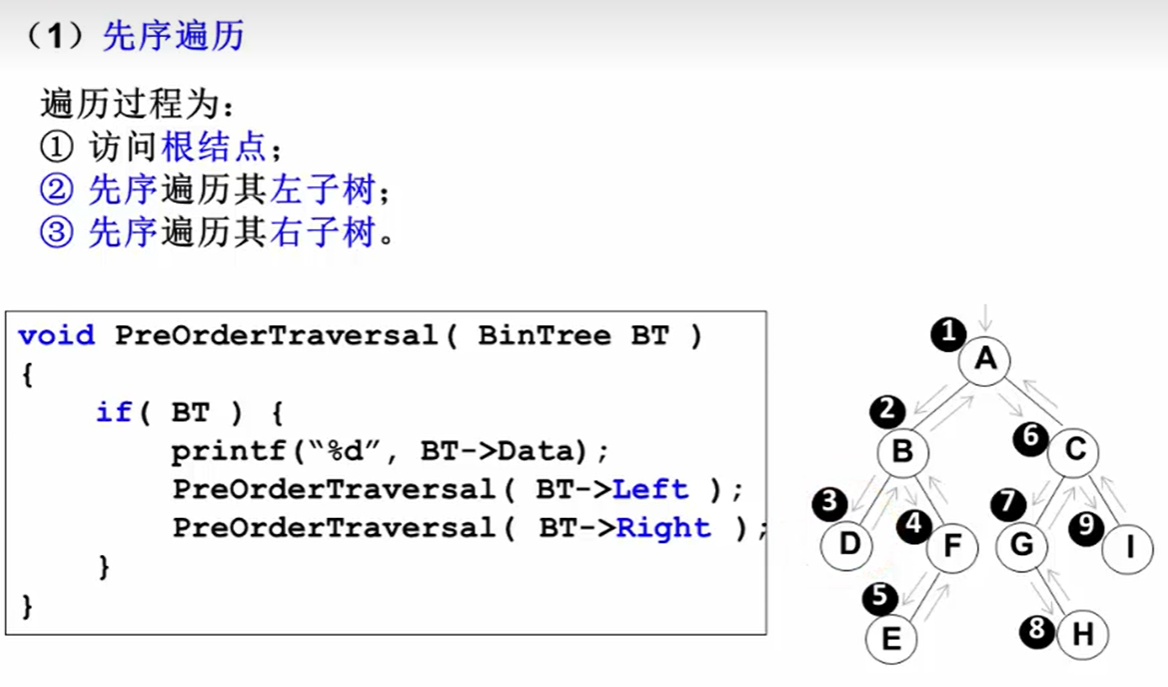 （1）先序遍历
遍历过程为：
① 访问根结点；
② 先序遍历其左子树；
③ 先序遍历其右子树。
void PreOrderTraversal( BinTree BT )
{
if( BT ) {
printf(“%d”, BT->Data);
PreOrderTraversal( BT->Left );
PreOrderTraversal( BT->Right );
}
}
1
A
2
B
6
C
3
D
4
F
7
G
9
I
5
E
8
H